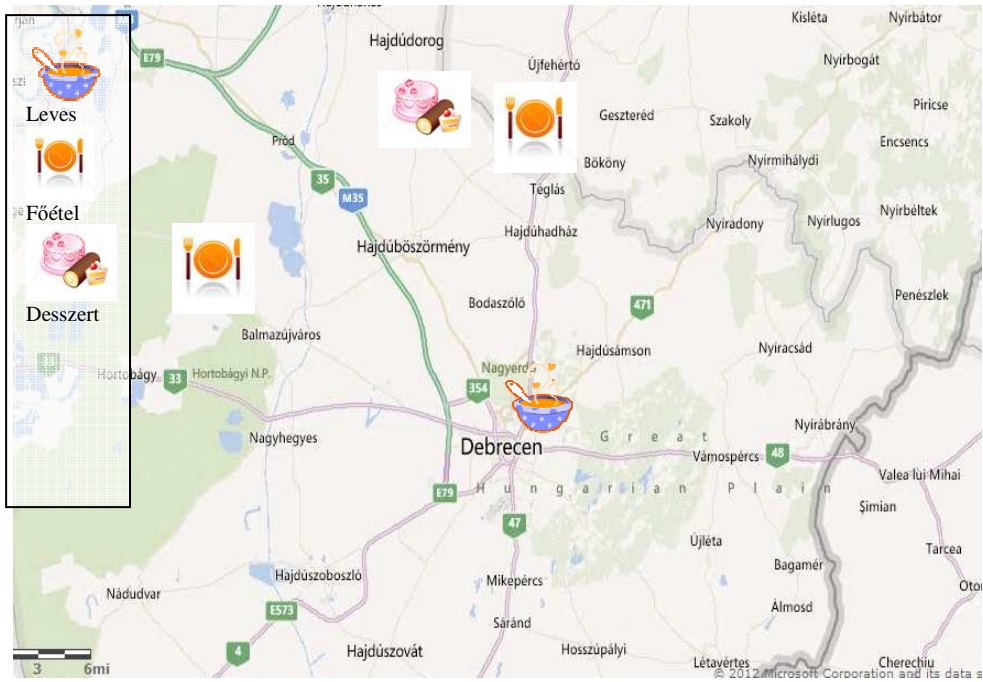 Leves
Főétel
Desszert
Hajdúdorog
Kisléta
Nyírbátor
E79
Újfehértó
Nyírbogát
Geszteréd
Szakoly
Piricse
Encsencs
Pród
Bököny
Nyírmihálydi
35
M35
Téglás
Nyírlugos
Nyírbéltek
Nyíradony
Hajdúhadház
Hajdúböszörmény
Bodaszőlő
471
Penészlek
Balmazújváros
Hajdúsámson
Nyíracsád
Hortobágy
33
Hortobágyi N.P.
Nagyerdő
354
Nagyhegyes
Debrecen
Great
Hungarian Plain
Nyírábrány
Vámospércs
48
Valea lui Mihai
E79
Şimian
47
Újléta
Tarcea
Bagamér
Nádudvar
Hajdúszoboszló
Mikepércs
E573
Álmosd
Sáránd
4
Hajdúszovát
Hosszúpályi
Létavértes
Cherechiu
3 6mi
© 2012 Microsoft Corporation and its data s